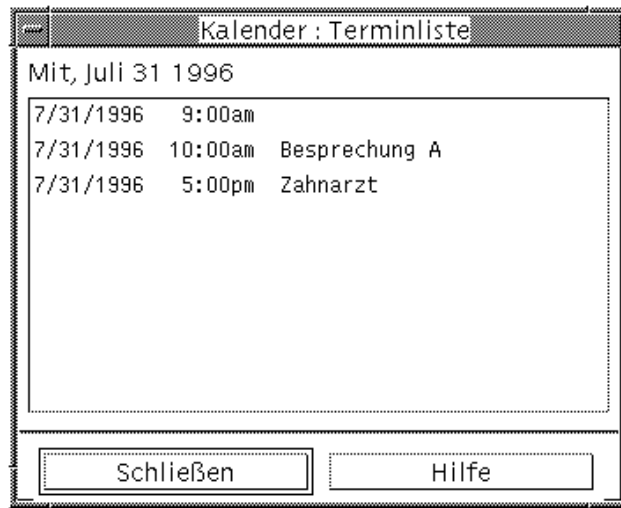 Kalender : Terminliste
Mit, Juli 31 1996
7/31/1996 9:00am
7/31/1996 10:00am Besprechung A
7/31/1996 5:00pm Zahnarzt
Schließen Hilfe